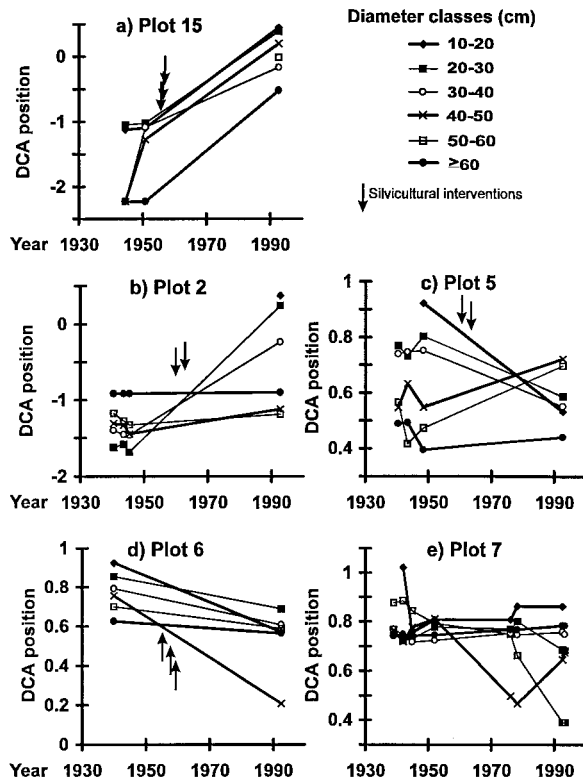 Diameter classes (cm)
10-20
20-30
30-40
40-50
50-60
≥60
Silvicultural interventions
a) Plot 15
DCA position
0
-1
-2
Year 1930 1950 1970 1990
b) Plot 2
DCA position
0
-1
-2
c) Plot 5
DCA position
1
0.8
0.6
0.4
Year 1930 1950 1970 1990 1930 1950 1970 1990
d) Plot 6
DCA position
1
0.8
0.6
0.4
0.2
0
e) Plot 7
DCA position
1
0.8
0.6
0.4
Year 1930 1950 1970 1990 1930 1950 1970 1990